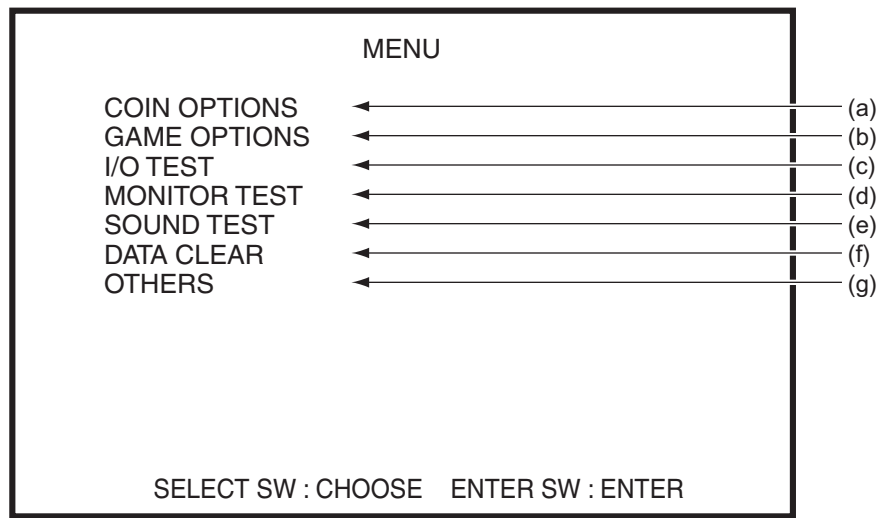 MENU
COIN OPTIONS (a)
GAME OPTIONS (b)
I/O TEST (c)
MONITOR TEST (d)
SOUND TEST (e)
DATA CLEAR (f)
OTHERS (g)
SELECT SW : CHOOSE ENTER SW : ENTER